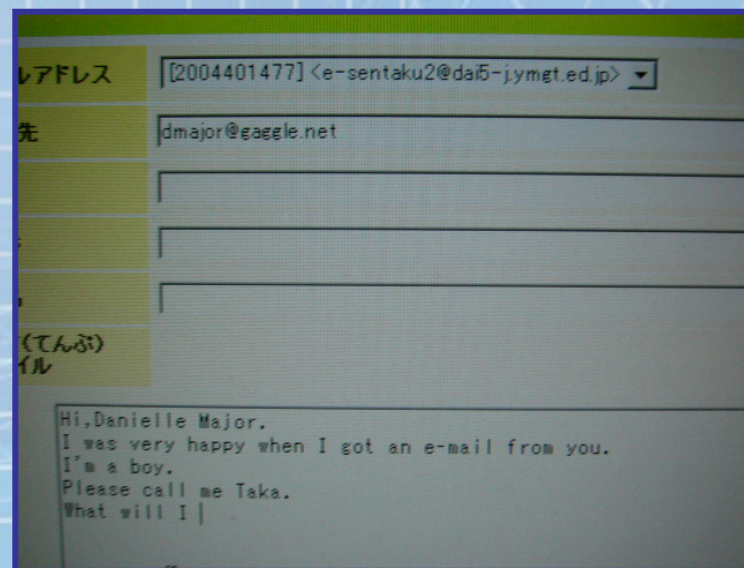 ルアドレス [2004401477] <e-sentaku2@dai5-j.ymgt.ed.jp>
先 dmajor@gaggle.net
(てんぷ)
イル
Hi,Danielle Major.
I was very happy when I got an e-mail from you.
I'm a boy.
Please call me Taka.
What will I